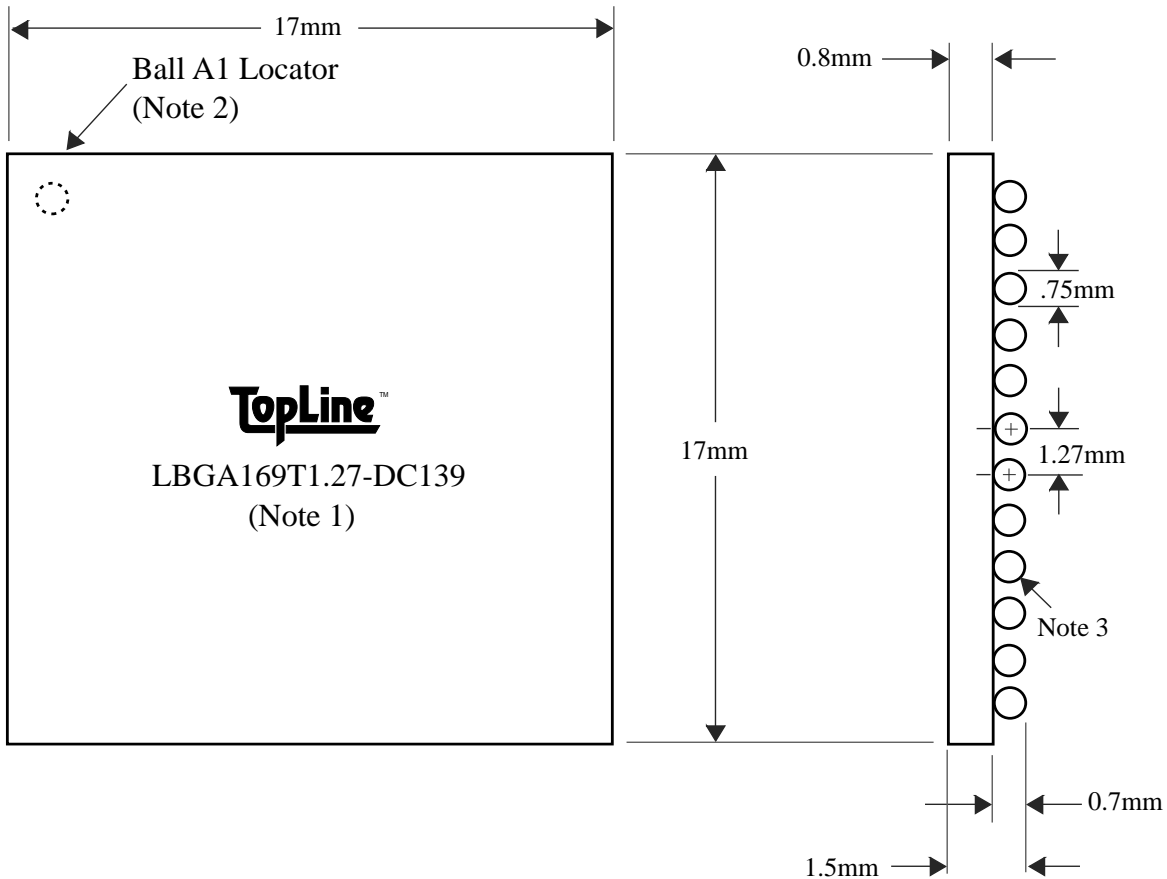 17mm
0.8mm
Ball A1 Locator
(Note 2)
.75mm
TopLine™
LBGA169T1.27-DC139
(Note 1)
17mm
1.27mm
Note 3
0.7mm
1.5mm